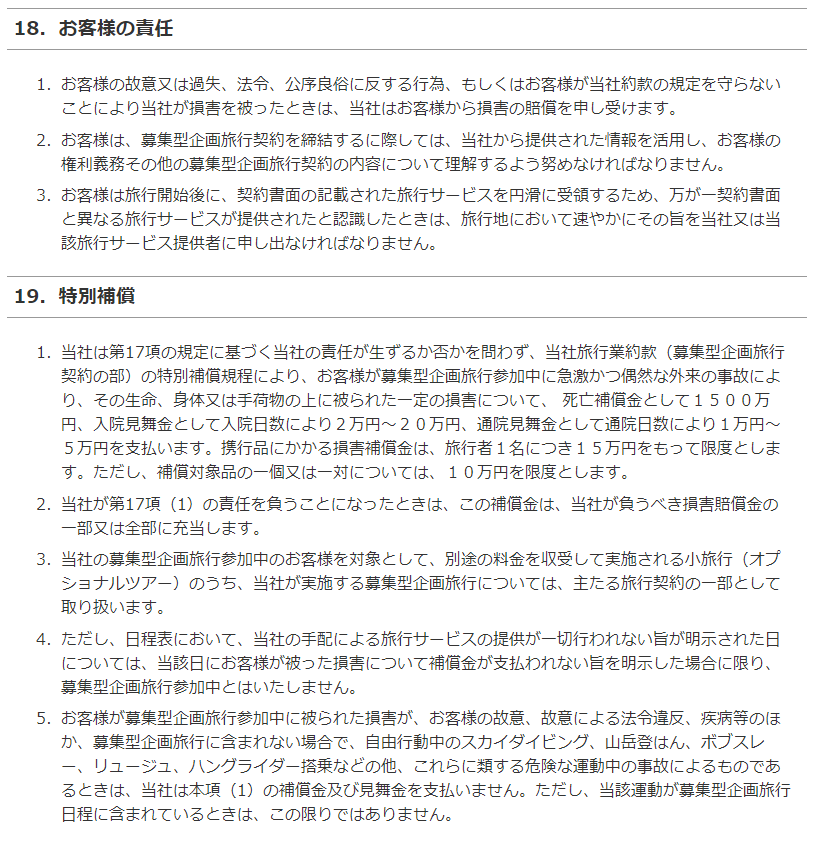 18．お客様の責任
1. お客様の故意又は過失、法令、公序良俗に反する行為、もしくはお客様が当社約款の規定を守らない
ことにより当社が損害を被ったときは、当社はお客様から損害の賠償を申し受けます。
2. お客様は、募集型企画旅行契約を締結するに際しては、当社から提供された情報を活用し、お客様の
権利義務その他の募集型企画旅行契約の内容について理解するよう努めなければなりません。
3. お客様は旅行開始後に、契約書面の記載された旅行サービスを円滑に受領するため、万が一契約書面
と異なる旅行サービスが提供されたと認識したときは、旅行地において速やかにその旨を当社又は当
該旅行サービス提供者に申し出なければなりません。
19．特別補償
1. 当社は第17項の規定に基づく当社の責任が生ずるか否かを問わず、当社旅行業約款（募集型企画旅行
契約の部）の特別補償規程により、お客様が募集型企画旅行参加中に急激かつ偶然な外来の事故によ
り、その生命、身体又は手荷物の上に被られた一定の損害について、 死亡補償金として１５００万
円、入院見舞金として入院日数により２万円～２０万円、通院見舞金として通院日数により１万円～
５万円を支払います。携行品にかかる損害補償金は、旅行者１名につき１５万円をもって限度としま
す。ただし、補償対象品の一個又は一対については、１０万円を限度とします。
2. 当社が第17項（1）の責任を負うことになったときは、この補償金は、当社が負うべき損害賠償金の
一部又は全部に充当します。
3. 当社の募集型企画旅行参加中のお客様を対象として、別途の料金を収受して実施される小旅行（オプ
ショナルツアー）のうち、当社が実施する募集型企画旅行については、主たる旅行契約の一部として
取り扱います。
4. ただし、日程表において、当社の手配による旅行サービスの提供が一切行われない旨が明示された日
については、当該日にお客様が被った損害について補償金が支払われない旨を明示した場合に限り、
募集型企画旅行参加中とはいたしません。
5. お客様が募集型企画旅行参加中に被られた損害が、お客様の故意、故意による法令違反、疾病等のほ
か、募集型企画旅行に含まれない場合で、自由行動中のスカイダイビング、山岳登はん、ボブスレ
ー、リュージュ、ハングライダー搭乗などの他、これらに類する危険な運動中の事故によるものであ
るときは、当社は本項（1）の補償金及び見舞金を支払いません。ただし、当該運動が募集型企画旅行
日程に含まれているときは、この限りではありません。